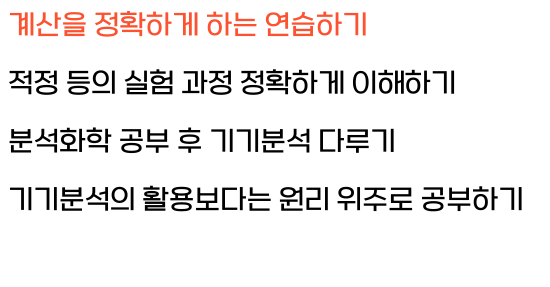 계산을 정확하게 하는 연습하기
적정 등의 실험 과정 정확하게 이해하기
분석화학 공부 후 기기분석 다루기
기기분석의 활용보다는 원리 위주로 공부하기